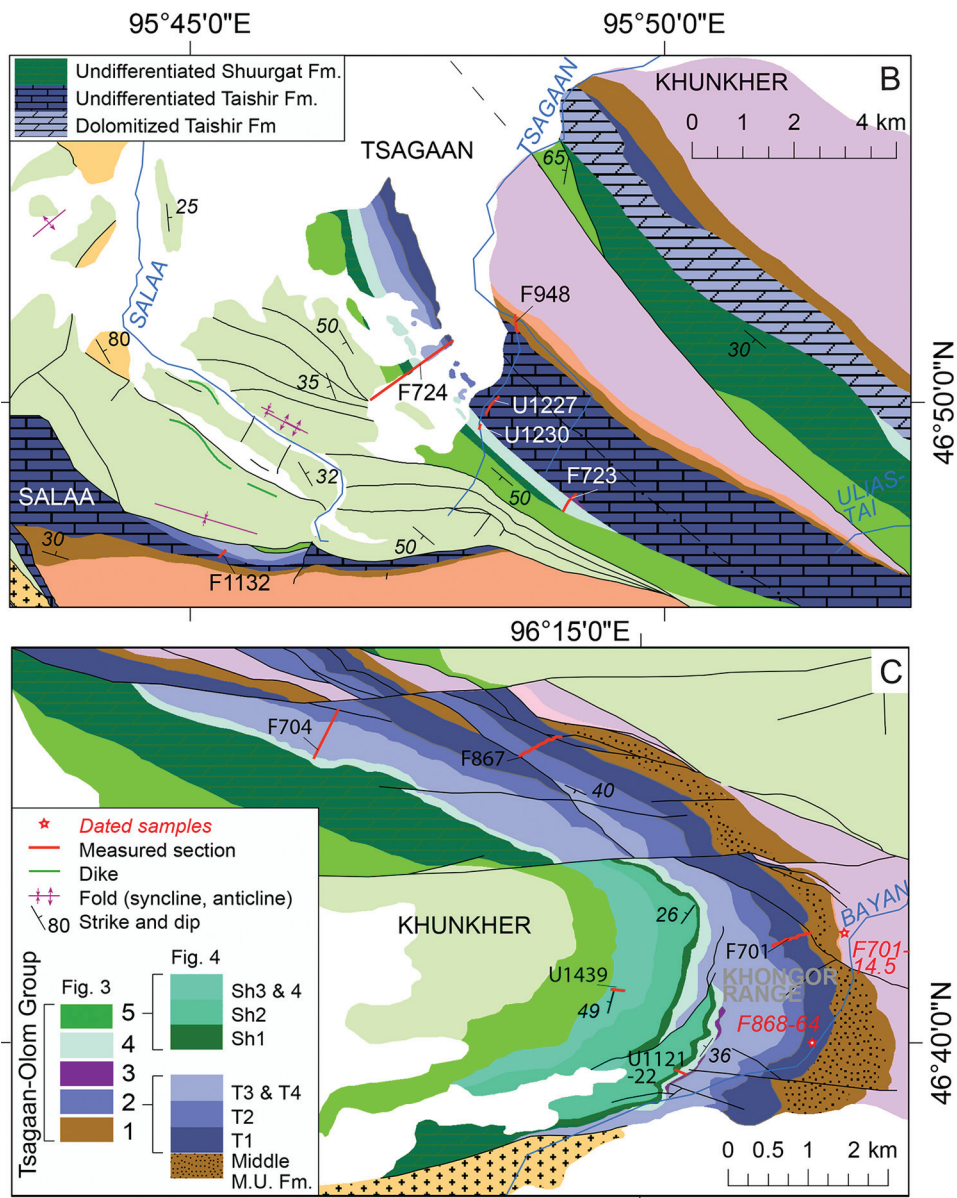 95°45'0"E
95°50'0"E
B
Undifferentiated Shuurgat Fm.
Undifferentiated Taishir Fm.
Dolomitized Taishir Fm
TSAGAAN
TSAGAAN
KHUNKHER
0 1 2 4 km
65
25
SALAA
F948
80
50
35
30
F724
U1227
U1230
46°50'0"N
F723
SALAA
32
50
ULIAS-
TAI
30
50
F1132
96°15'0"E
C
F704
F867
40
Dated samples
Measured section
Dike
Fold (syncline, anticline)
80 Strike and dip
KHUNKHER
26
BAYAN
F701
F701-
14.5
KHONGOR
RANGE
U1439
49
F868-64
U1121
-22
36
46°40'0"N
Tsagaan-Olom Group
Fig. 3
5
4
3
2
1
Fig. 4
Sh3 & 4
Sh2
Sh1
T3 & T4
T2
T1
Middle
M.U. Fm.
0 0.5 1 2 km